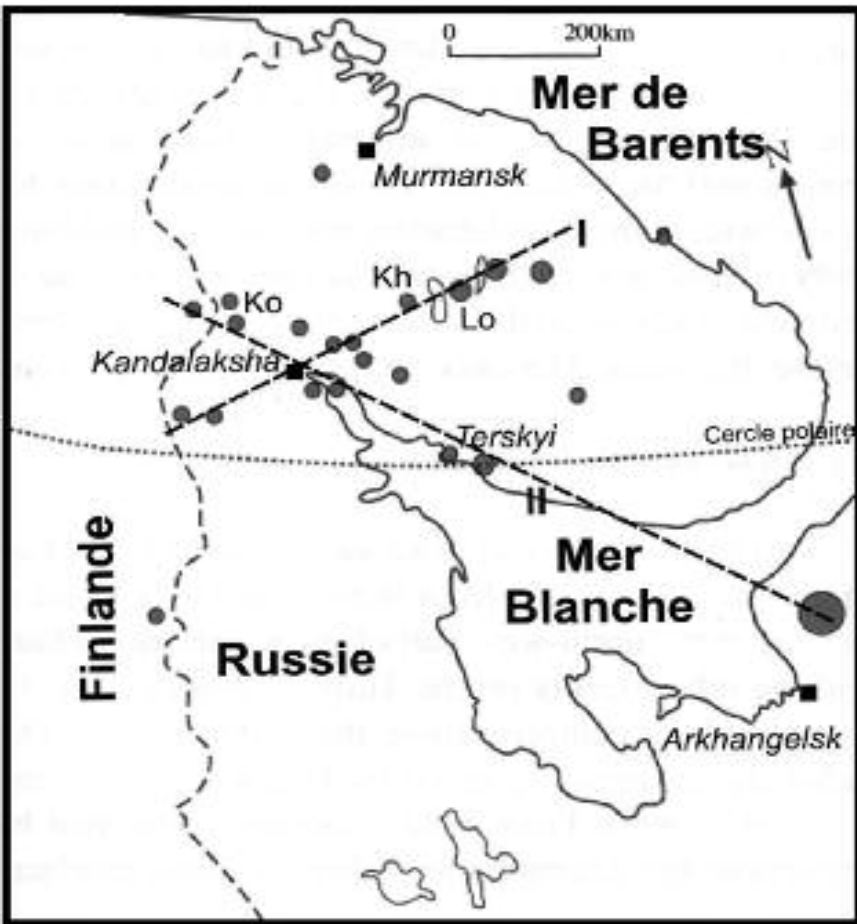 0 200km
Mer de
Barents
N
Murmansk
I
Kh
Ko
Lo
Kandalaksha
Cercle polaire
Terskyi
II
Mer
Blanche
Finlande
Russie
Arkhangelsk